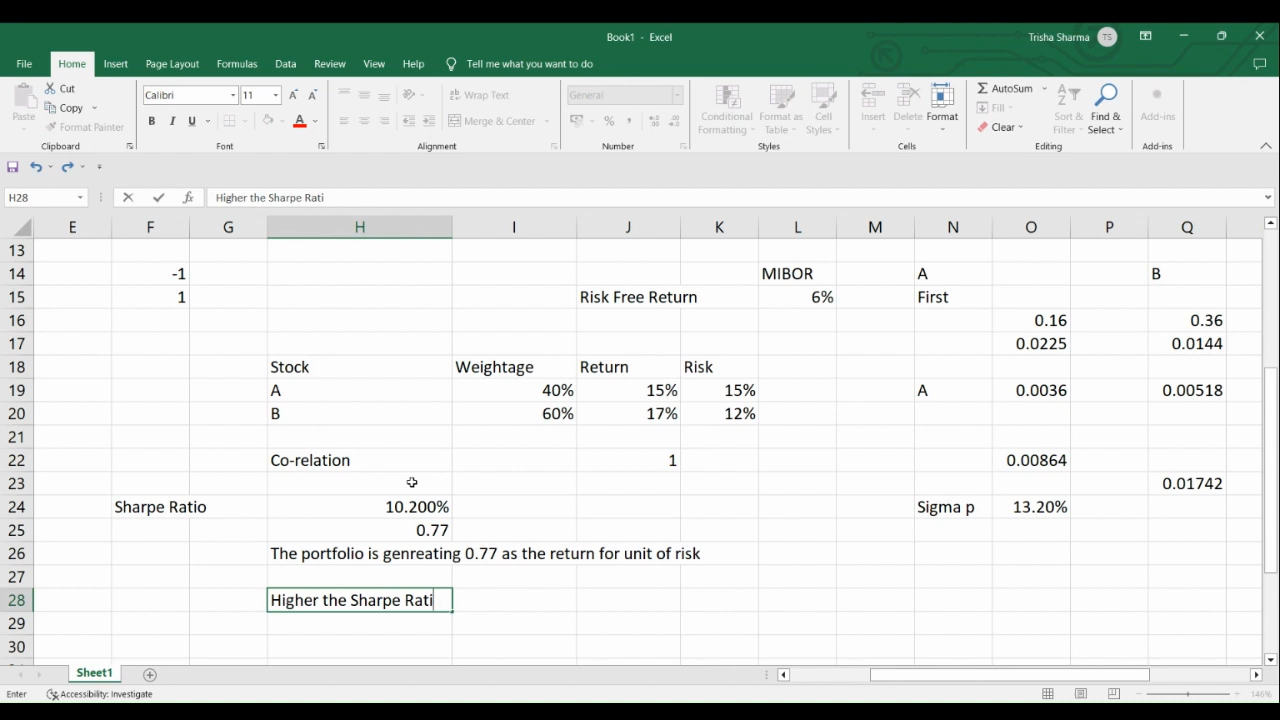 Book1 - Excel
Trisha Sharma TS
File Home Insert Page Layout Formulas Data Review View Help Tell me what you want to do
Paste
Cut
Copy
Format Painter
Clipboard
Calibri 11
B I U A
Font
Wrap Text
Merge & Center
Alignment
General
% ,
Number
Conditional Formatting
Format as Table
Cell Styles
Styles
Insert Delete Format
Cells
AutoSum
Fill
Clear
Sort & Filter
Find & Select
Editing
Add-ins
Add-ins
H28 fx Higher the Sharpe Rati
E F G H I J K L M N O P Q
13
14 -1 MIBOR A B
15 1 Risk Free Return 6% First
16 0.16 0.36
17 0.0225 0.0144
18 Stock Weightage Return Risk
19 A 40% 15% 15% A 0.0036 0.00518
20 B 60% 17% 12%
21
22 Co-relation 1 0.00864
23 0.01742
24 Sharpe Ratio 10.200% Sigma p 13.20%
25 0.77
26 The portfolio is genreating 0.77 as the return for unit of risk
27
28 Higher the Sharpe Rati
29
30
Sheet1
Enter Accessibility: Investigate 146%